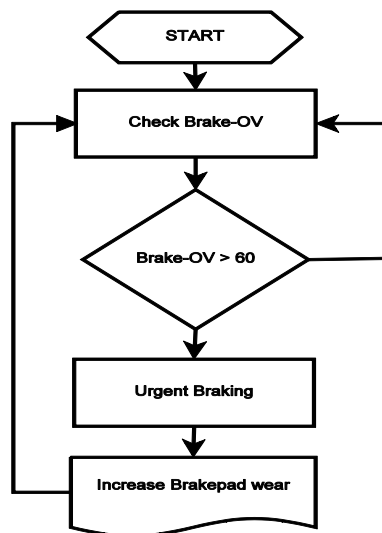 START
Check Brake-OV
Brake-OV > 60
Urgent Braking
Increase Brakepad wear